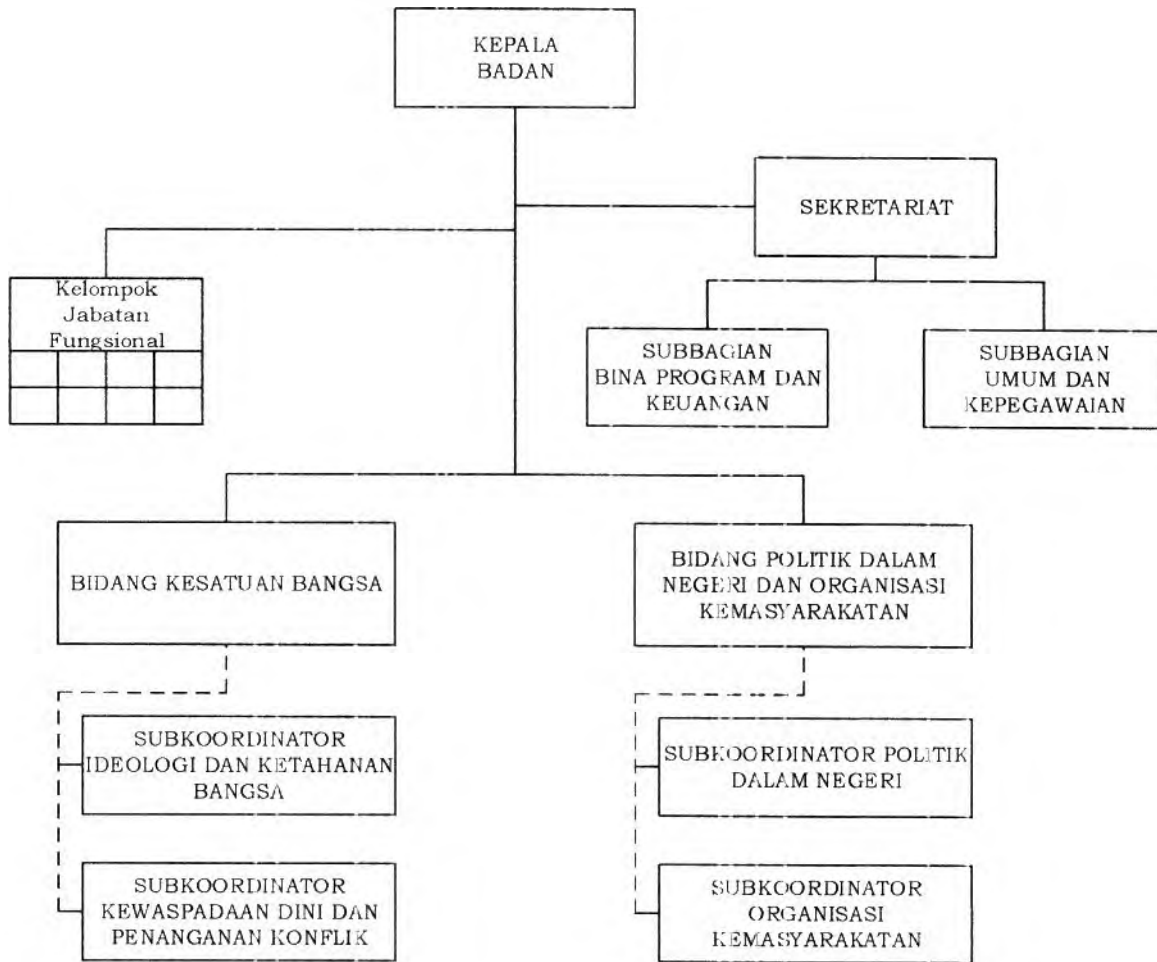 KEPALA
BADAN
SEKRETARIAT
Kelompok
Jabatan
Fungsional
SUBBAGIAN
BINA PROGRAM DAN
KEUANGAN
SUBBAGIAN
UMUM DAN
KEPEGAWAIAN
BIDANG KESATUAN BANGSA
BIDANG POLITIK DALAM
NEGERI DAN ORGANISASI
KEMASYARAKATAN
SUBKOORDINATOR
IDEOLOGI DAN KETAHANAN
BANGSA
SUBKOORDINATOR POLITIK
DALAM NEGERI
SUBKOORDINATOR
KEWASPADAAN DINI DAN
PENANGANAN KONFLIK
SUBKOORDINATOR
ORGANISASI
KEMASYARAKATAN